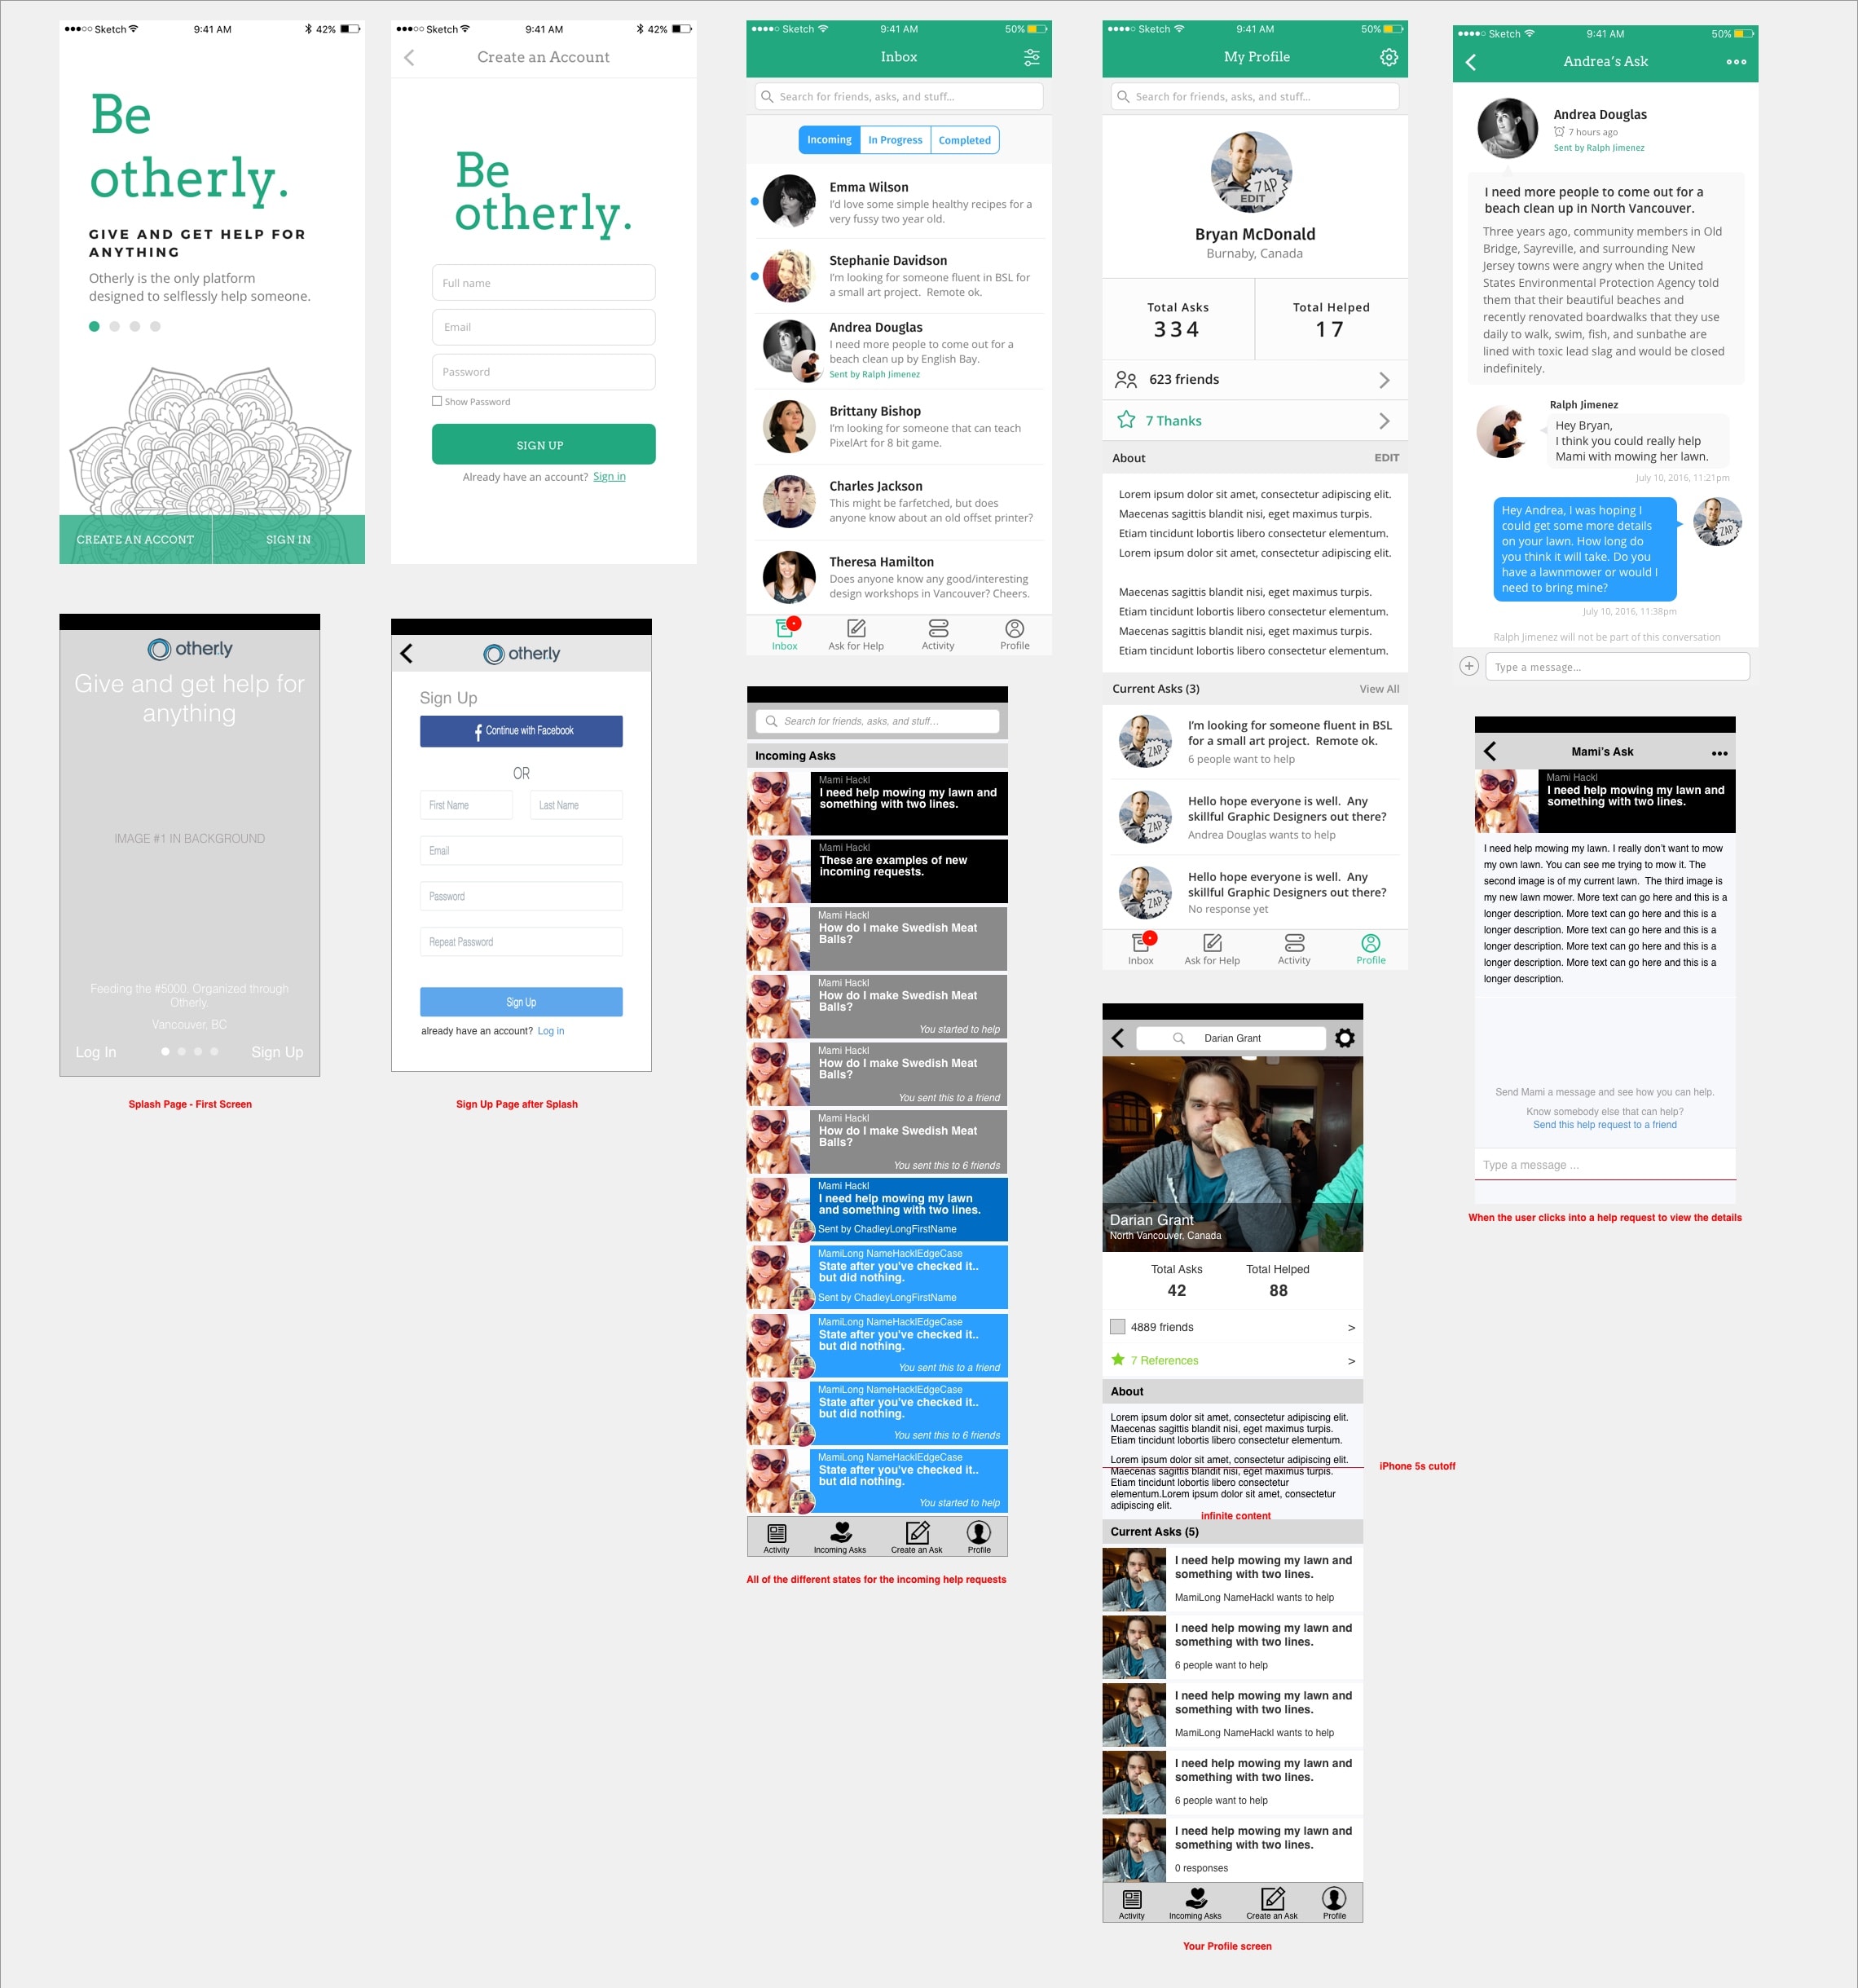 Sketch 9:41 AM 42%
Be
otherly.
GIVE AND GET HELP FOR
ANYTHING
Otherly is the only platform
designed to selflessly help someone.
CREATE AN ACCONT SIGN IN
Sketch 9:41 AM 42%
Create an Account
Be
otherly.
Full name
Email
Password
Show Password
SIGN UP
Already have an account? Sign in
Sketch 9:41 AM 50%
Inbox
Search for friends, asks, and stuff...
Incoming In Progress Completed
Emma Wilson
I'd love some simple healthy recipes for a
very fussy two year old.
Stephanie Davidson
I'm looking for someone fluent in BSL for
a small art project. Remote ok.
Andrea Douglas
I need more people to come out for a
beach clean up by English Bay.
Sent by Ralph Jimenez
Brittany Bishop
I'm looking for someone that can teach
PixelArt for 8 bit game.
Charles Jackson
This might be farfetched, but does
anyone know about an old offset printer?
Theresa Hamilton
Does anyone know any good/interesting
design workshops in Vancouver? Cheers.
Inbox Ask for Help Activity Profile
Sketch 9:41 AM 50%
My Profile
Search for friends, asks, and stuff...
ZAP
EDIT
Bryan McDonald
Burnaby, Canada
Total Asks Total Helped
334 17
623 friends
7 Thanks
About EDIT
Lorem ipsum dolor sit amet, consectetur adipiscing elit.
Maecenas sagittis blandit nisi, eget maximus turpis.
Etiam tincidunt lobortis libero consectetur elementum.
Lorem ipsum dolor sit amet, consectetur adipiscing elit.
Maecenas sagittis blandit nisi, eget maximus turpis.
Etiam tincidunt lobortis libero consectetur elementum.
Maecenas sagittis blandit nisi, eget maximus turpis.
Etiam tincidunt lobortis libero consectetur elementum.
Current Asks (3) View All
I'm looking for someone fluent in BSL
for a small art project. Remote ok.
6 people want to help
ZAP
Hello hope everyone is well. Any
skillful Graphic Designers out there?
Andrea Douglas wants to help
ZAP
Hello hope everyone is well. Any
skillful Graphic Designers out there?
No response yet
ZAP
Inbox Ask for Help Activity Profile
Sketch 9:41 AM 50%
Andrea's Ask
Andrea Douglas
7 hours ago
Sent by Ralph Jimenez
I need more people to come out for a
beach clean up in North Vancouver.
Three years ago, community members in Old
Bridge, Sayreville, and surrounding New
Jersey towns were angry when the United
States Environmental Protection Agency told
them that their beautiful beaches and
recently renovated boardwalks that they use
daily to walk, swim, fish, and sunbathe are
lined with toxic lead slag and would be closed
indefinitely.
Ralph Jimenez
Hey Bryan,
I think you could really help
Mami with mowing her lawn.
July 10, 2016, 11:21pm
Hey Andrea, I was hoping I
could get some more details
on your lawn. How long do
you think it will take. Do you
have a lawnmower or would I
need to bring mine?
ZAP
July 10, 2016, 11:38pm
Ralph Jimenez will not be part of this conversation
Type a message...
otherly
Give and get help for
anything
IMAGE #1 IN BACKGROUND
Feeding the #5000. Organized through
Otherly.
Vancouver, BC
Log In Sign Up
Splash Page - First Screen
otherly
Sign Up
f Continue with Facebook
OR
First Name Last Name
Email
Password
Repeat Password
Sign Up
already have an account? Log in
Sign Up Page after Splash
Search for friends, asks, and stuff...
Incoming Asks
Mami Hackl
I need help mowing my lawn and
something with two lines.
Mami Hackl
These are examples of new
incoming requests.
Mami Hackl
How do I make Swedish Meat
Balls?
Mami Hackl
How do I make Swedish Meat
Balls?
You started to help
Mami Hackl
How do I make Swedish Meat
Balls?
You sent this to a friend
Mami Hackl
How do I make Swedish Meat
Balls?
You sent this to 6 friends
Mami Hackl
I need help mowing my lawn
and something with two lines.
Sent by ChadleyLongFirstName
MamiLong NameHacklEdgeCase
State after you've checked it..
but did nothing.
Sent by ChadleyLongFirstName
MamiLong NameHacklEdgeCase
State after you've checked it..
but did nothing.
You sent this to a friend
MamiLong NameHacklEdgeCase
State after you've checked it..
but did nothing.
You sent this to 6 friends
MamiLong NameHacklEdgeCase
State after you've checked it..
but did nothing.
You started to help
Activity Incoming Asks Create an Ask Profile
All of the different states for the incoming help requests
Darian Grant
Darian Grant
North Vancouver, Canada
Total Asks Total Helped
42 88
4889 friends >
7 References >
About
Lorem ipsum dolor sit amet, consectetur adipiscing elit.
Maecenas sagittis blandit nisi, eget maximus turpis.
Etiam tincidunt lobortis libero consectetur elementum.
Lorem ipsum dolor sit amet, consectetur adipiscing elit.
Maecenas sagittis blandit nisi, eget maximus turpis.
Etiam tincidunt lobortis libero consectetur
elementum.Lorem ipsum dolor sit amet, consectetur
adipiscing elit.
iPhone 5s cutoff
infinite content
Current Asks (5)
I need help mowing my lawn and
something with two lines.
MamiLong NameHackl wants to help
I need help mowing my lawn and
something with two lines.
6 people want to help
I need help mowing my lawn and
something with two lines.
MamiLong NameHackl wants to help
I need help mowing my lawn and
something with two lines.
6 people want to help
I need help mowing my lawn and
something with two lines.
0 responses
Activity Incoming Asks Create an Ask Profile
Your Profile screen
Mami's Ask
Mami Hackl
I need help mowing my lawn and
something with two lines.
I need help mowing my lawn. I really don't want to mow
my own lawn. You can see me trying to mow it. The
second image is of my current lawn. The third image is
my new lawn mower. More text can go here and this is a
longer description. More text can go here and this is a
longer description. More text can go here and this is a
longer description. More text can go here and this is a
longer description. More text can go here and this is a
longer description.
Send Mami a message and see how you can help.
Know somebody else that can help?
Send this help request to a friend
Type a message ...
When the user clicks into a help request to view the details